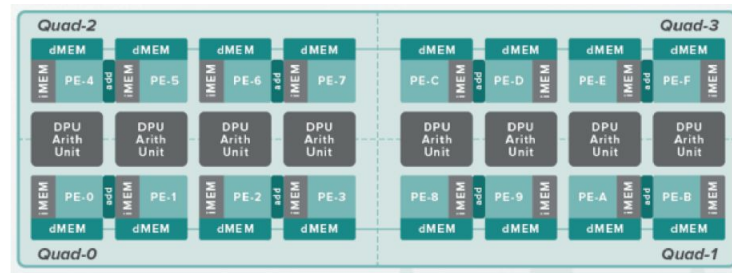 Quad-2 Quad-3
dMEM dMEM dMEM dMEM dMEM dMEM dMEM dMEM
iMEM PE-4 add iMEM PE-5 iMEM PE-6 add iMEM PE-7 PE-C iMEM add PE-D iMEM PE-E iMEM add PE-F iMEM
DPU DPU DPU DPU DPU DPU DPU DPU
Arith Arith Arith Arith Arith Arith Arith Arith
Unit Unit Unit Unit Unit Unit Unit Unit
iMEM PE-0 add iMEM PE-1 iMEM PE-2 add iMEM PE-3 PE-8 iMEM add PE-9 iMEM PE-A iMEM add PE-B iMEM
dMEM dMEM dMEM dMEM dMEM dMEM dMEM dMEM
Quad-0 Quad-1